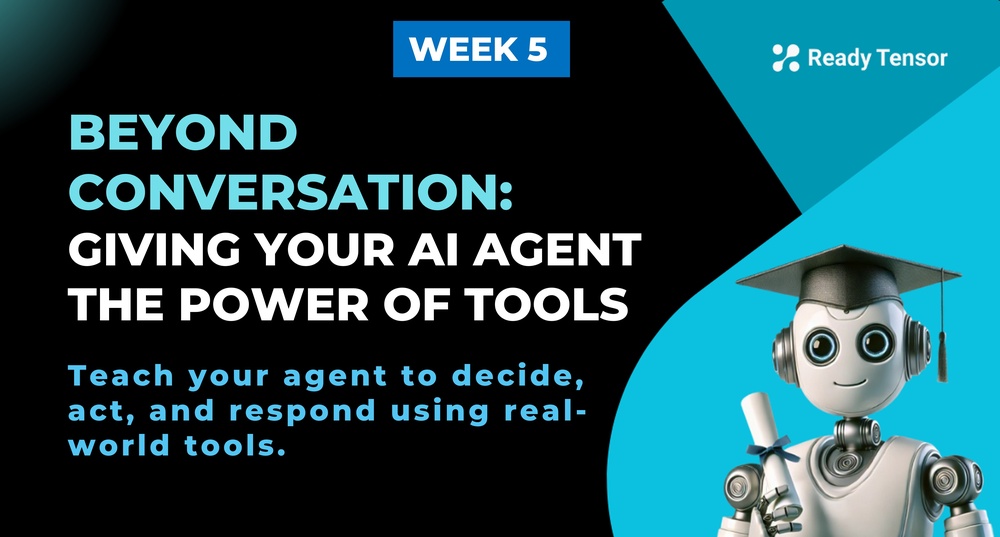 WEEK 5
Ready Tensor
BEYOND
CONVERSATION:
GIVING YOUR AI AGENT
THE POWER OF TOOLS
Teach your agent to decide,
act, and respond using real-
world tools.